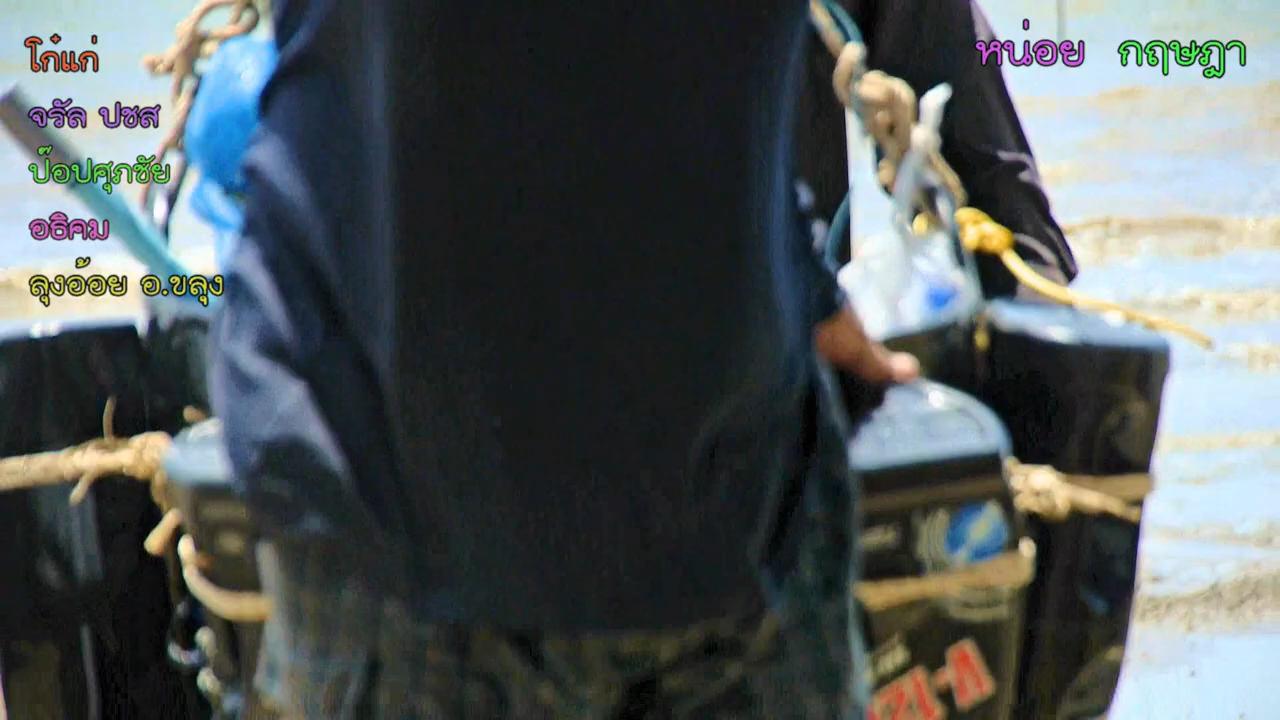 โก๋แก่
จรัล ปชส
ป๊อปศุภชัย
อธิคม
ลุงอ้อย อ.ขลุง
หน่อย กฤษฎา